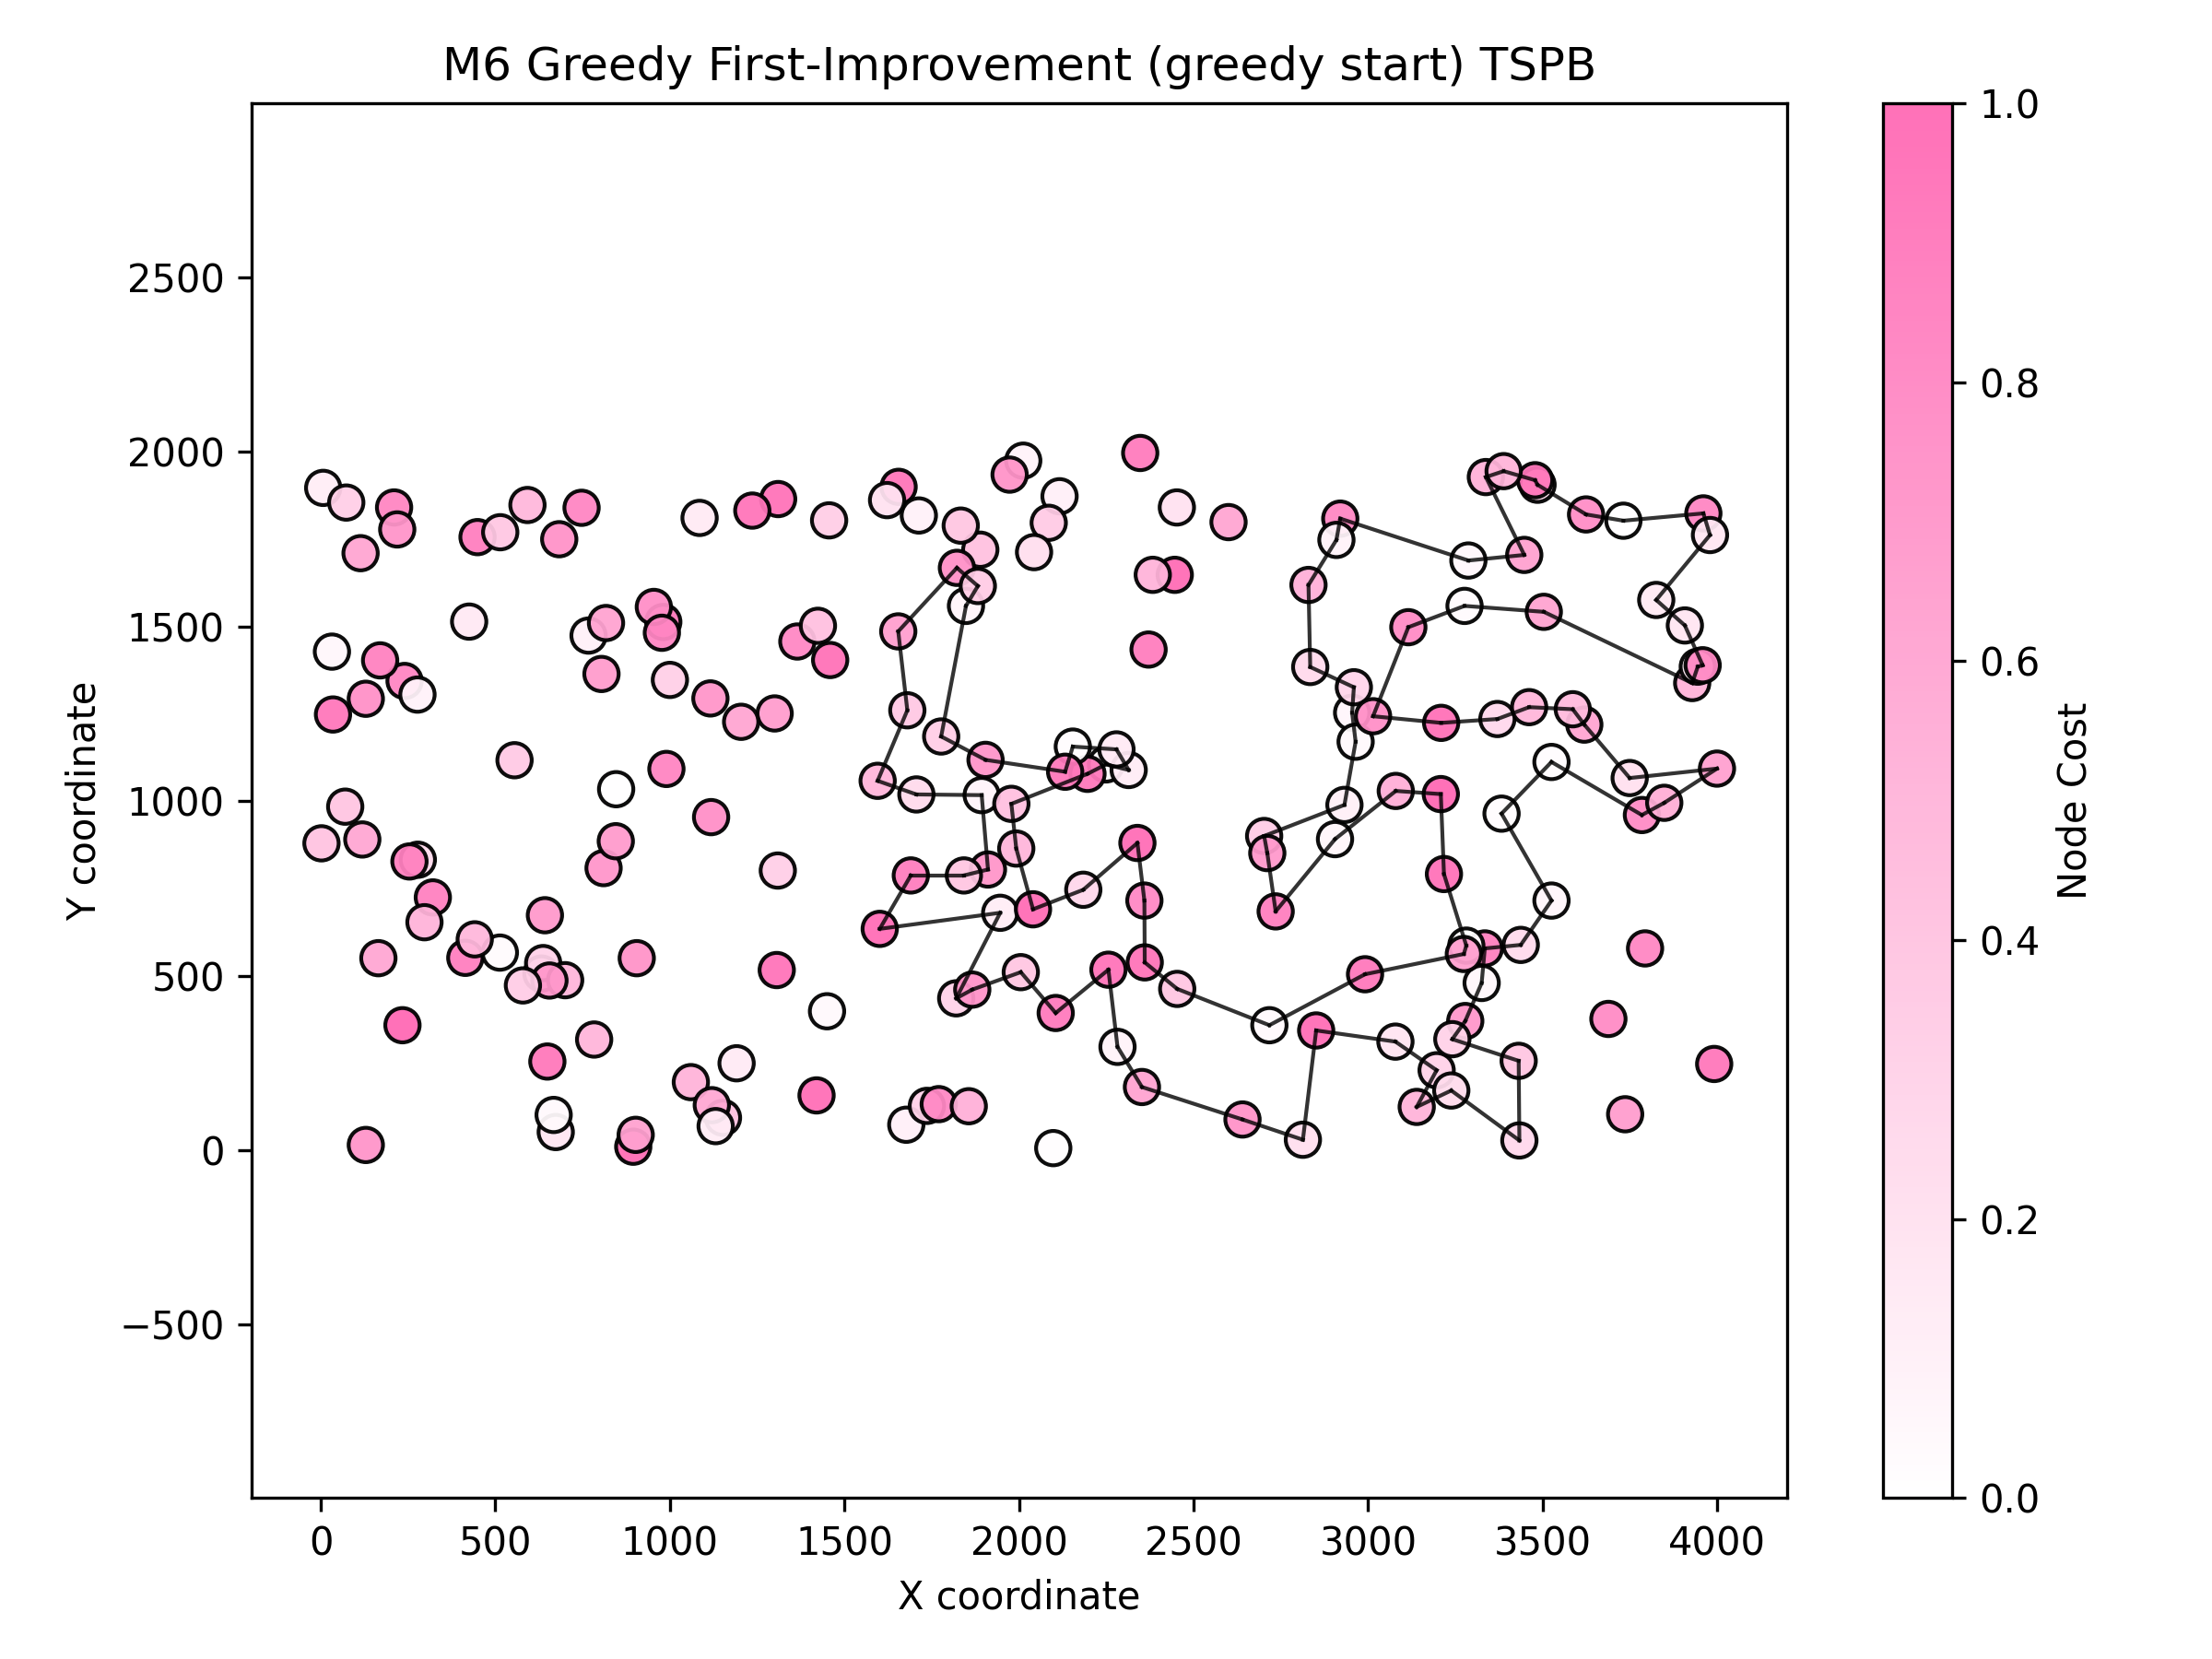 M6 Greedy First-Improvement (greedy start) TSPB
2500
2000
1500
1000
500
0
−500
Y coordinate
0 500 1000 1500 2000 2500 3000 3500 4000
X coordinate
1.0
0.8
0.6
0.4
0.2
0.0
Node Cost